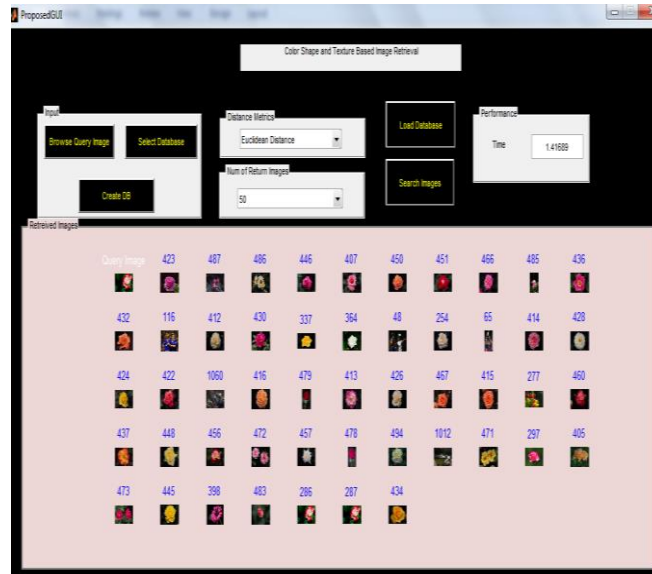 ProposedGUI
Color Shape and Texture Based Image Retrieval
Input
Browse Query Image
Select Database
Create DB
Distance Metrics
Euclidean Distance
Num of Return Images
50
Load Database
Search Images
Performance
Time
1.41689
Retreived Images
Query Image 423 487 486 446 407 450 451 466 485 436
432 116 412 430 337 364 48 254 65 414 428
424 422 1060 416 479 413 426 467 415 277 460
437 448 456 472 457 478 494 1012 471 297 405
473 445 398 483 286 287 434